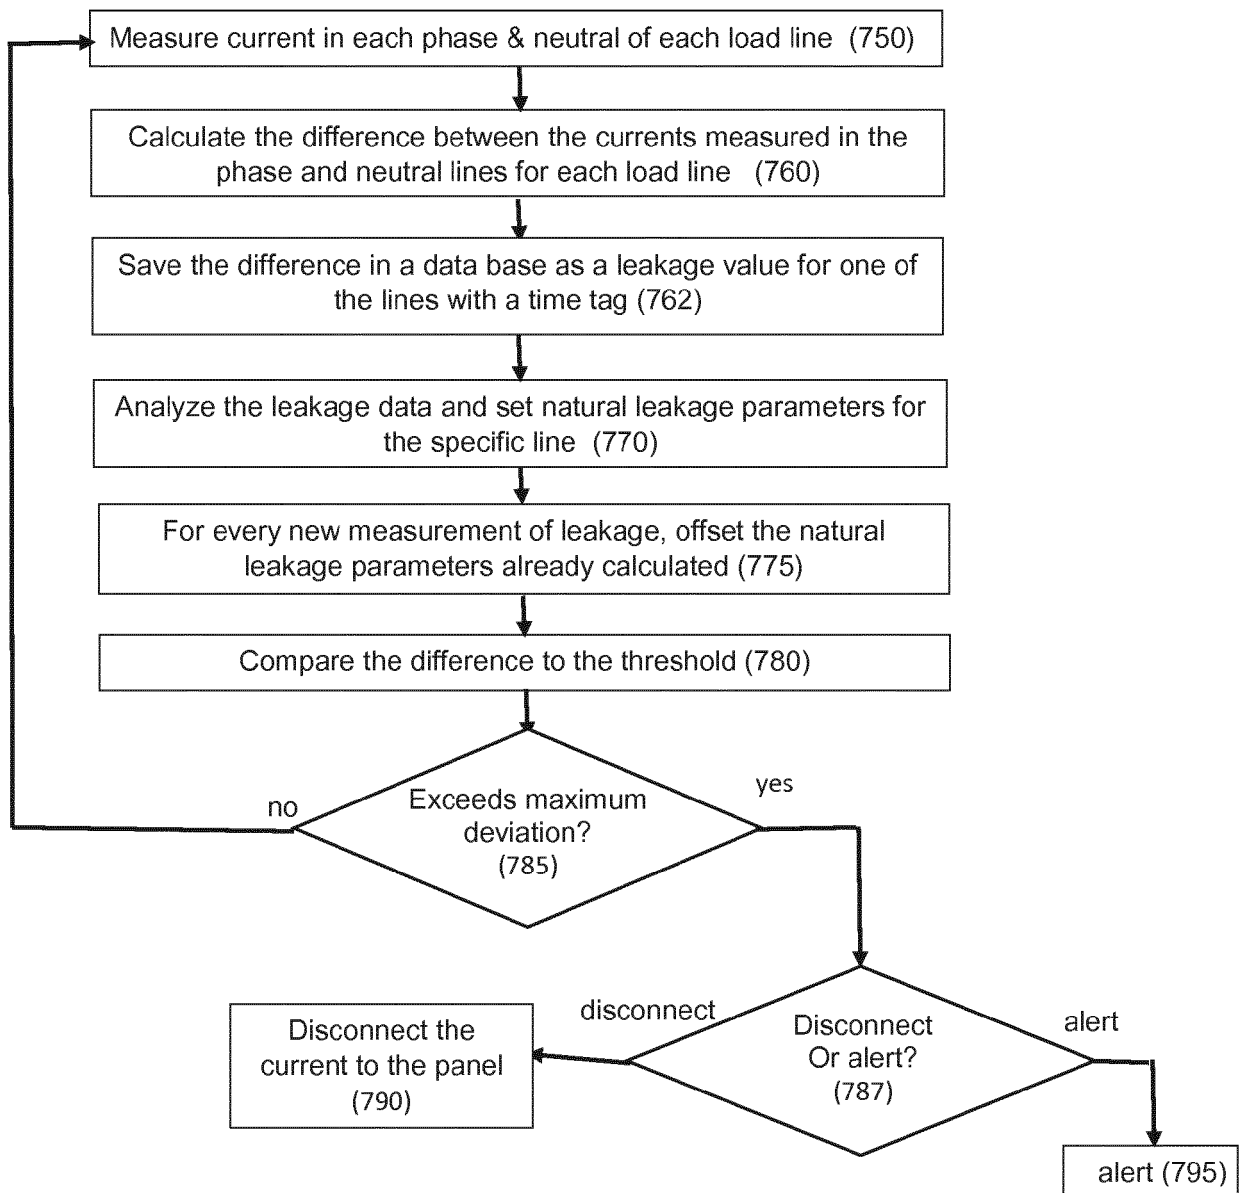 Measure current in each phase & neutral of each load line (750)
Calculate the difference between the currents measured in the
phase and neutral lines for each load line (760)
Save the difference in a data base as a leakage value for one of
the lines with a time tag (762)
Analyze the leakage data and set natural leakage parameters for
the specific line (770)
For every new measurement of leakage, offset the natural
leakage parameters already calculated (775)
Compare the difference to the threshold (780)
no
Exceeds maximum
deviation?
(785)
yes
disconnect
Disconnect the
current to the panel
(790)
Disconnect
Or alert?
(787)
alert
alert (795)